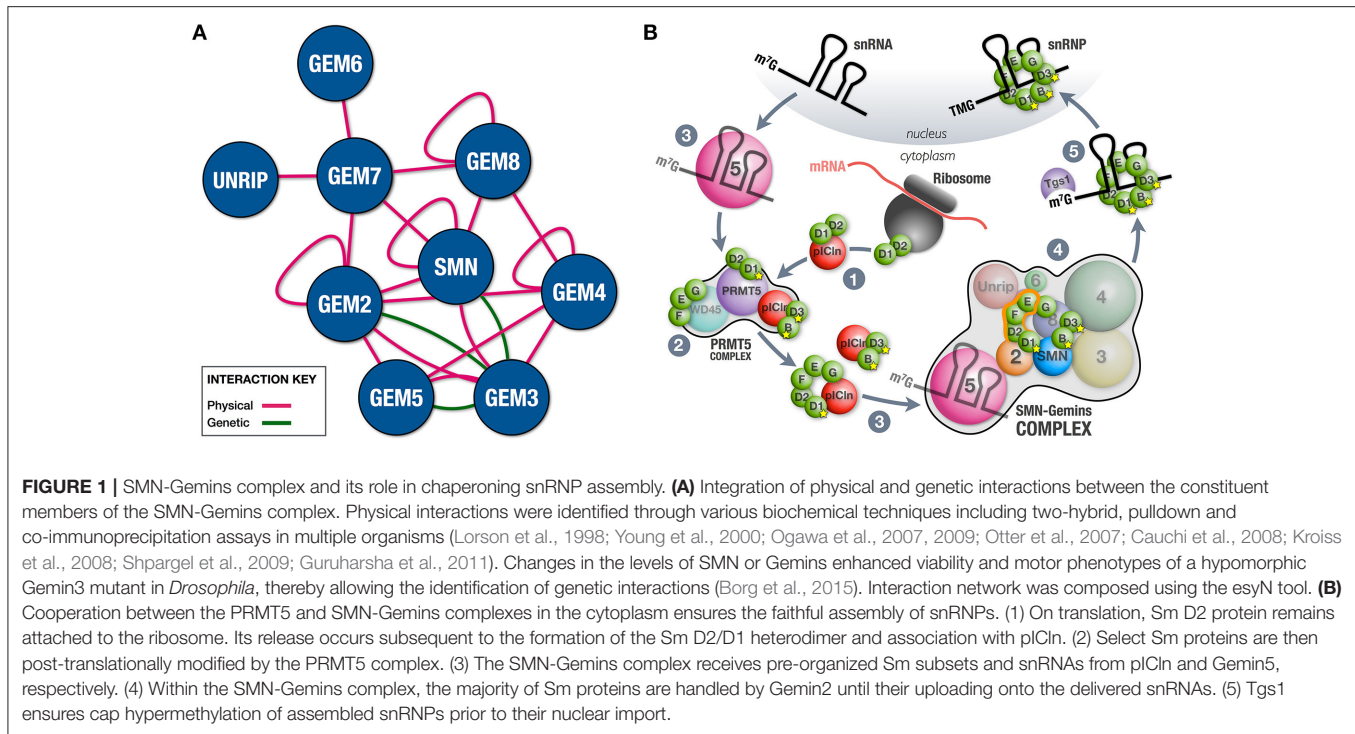 A
GEM6
UNRIP
GEM7
GEM8
SMN
GEM2
GEM4
GEM5
GEM3
INTERACTION KEY
Physical
Genetic
B
snRNA
m7G
snRNP
E
G
F
D3
D2
D1
B
TMG
nucleus
cytoplasm
3
m7G
5
mRNA
Ribosome
D1
D2
D1
D2
pICln
1
5
Tgs1
m7G
E
G
F
D3
D2
D1
B
D2
D1
PRMT5
E
G
F
WD45
pICln
D3
B
2
PRMT5
COMPLEX
pICln
D3
B
E
G
F
D2
D1
pICln
3
4
Unrip
6
4
E
G
F
8
D3
D2
D1
B
2
SMN
3
m7G
5
SMN-Gemins
COMPLEX
FIGURE 1 | SMN-Gemins complex and its role in chaperoning snRNP assembly. (A) Integration of physical and genetic interactions between the constituent
members of the SMN-Gemins complex. Physical interactions were identified through various biochemical techniques including two-hybrid, pulldown and
co-immunoprecipitation assays in multiple organisms (Lorson et al., 1998; Young et al., 2000; Ogawa et al., 2007, 2009; Otter et al., 2007; Cauchi et al., 2008; Kroiss
et al., 2008; Shpargel et al., 2009; Guruharsha et al., 2011). Changes in the levels of SMN or Gemins enhanced viability and motor phenotypes of a hypomorphic
Gemin3 mutant in Drosophila, thereby allowing the identification of genetic interactions (Borg et al., 2015). Interaction network was composed using the esyN tool. (B)
Cooperation between the PRMT5 and SMN-Gemins complexes in the cytoplasm ensures the faithful assembly of snRNPs. (1) On translation, Sm D2 protein remains
attached to the ribosome. Its release occurs subsequent to the formation of the Sm D2/D1 heterodimer and association with pICln. (2) Select Sm proteins are then
post-translationally modified by the PRMT5 complex. (3) The SMN-Gemins complex receives pre-organized Sm subsets and snRNAs from pICln and Gemin5,
respectively. (4) Within the SMN-Gemins complex, the majority of Sm proteins are handled by Gemin2 until their uploading onto the delivered snRNAs. (5) Tgs1
ensures cap hypermethylation of assembled snRNPs prior to their nuclear import.